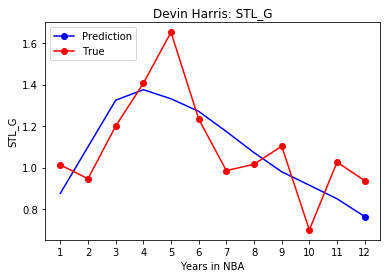 Devin Harris: STL_G
Prediction
True
STL_G
1.6
1.4
1.2
1.0
0.8
1 2 3 4 5 6 7 8 9 10 11 12
Years in NBA